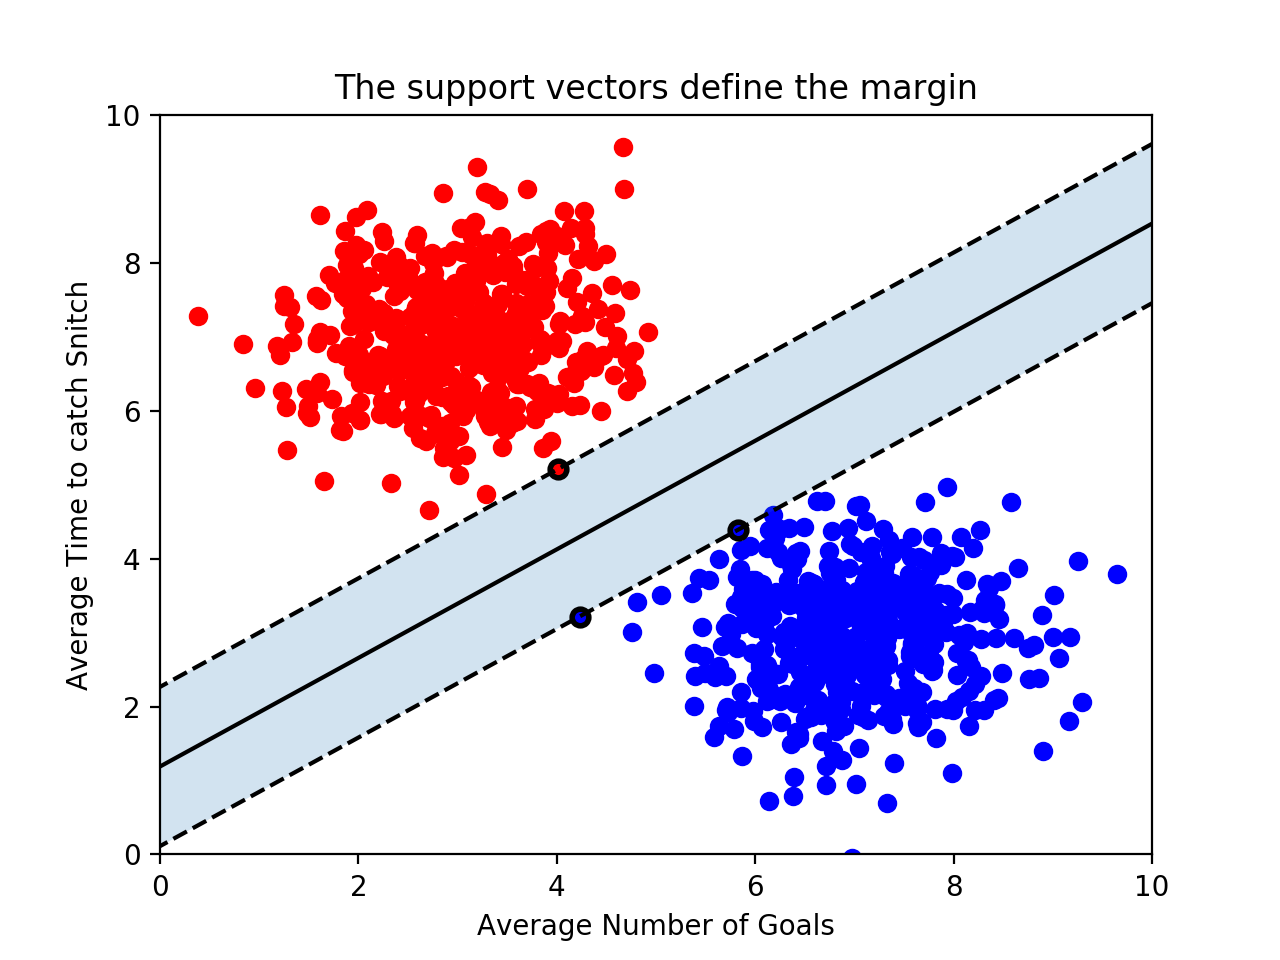 The support vectors define the margin
10
8
6
4
2
0
Average Time to catch Snitch
0 2 4 6 8 10
Average Number of Goals